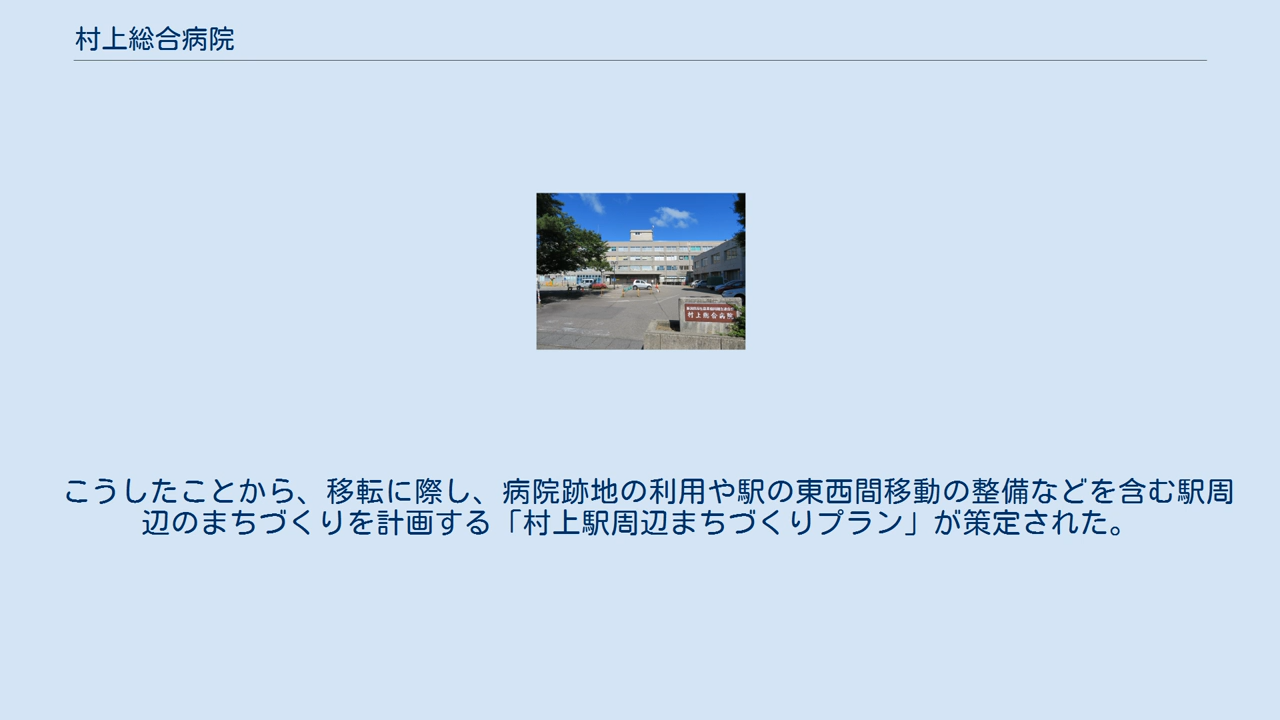 村上総合病院
村上総合病院
こうしたことから、移転に際し、病院跡地の利用や駅の東西間移動の整備などを含む駅周
辺のまちづくりを計画する「村上駅周辺まちづくりプラン」が策定された。